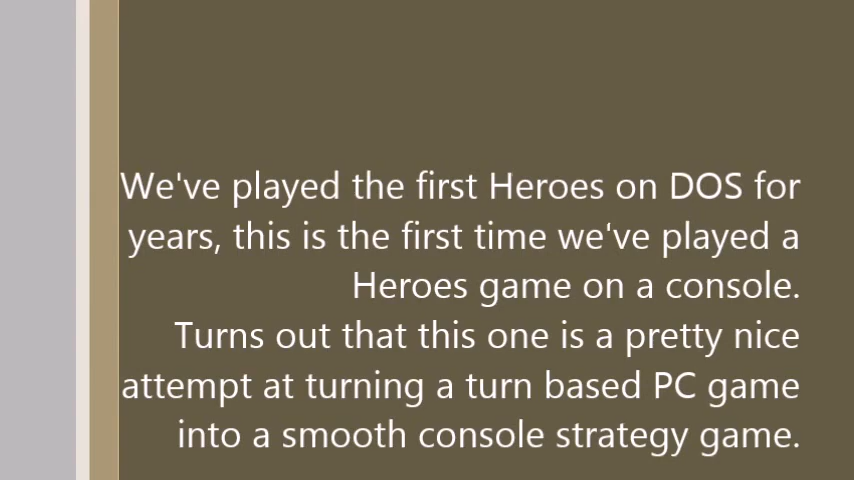 We've played the first Heroes on DOS for
years, this is the first time we've played a
Heroes game on a console.
Turns out that this one is a pretty nice
attempt at turning a turn based PC game
into a smooth console strategy game.